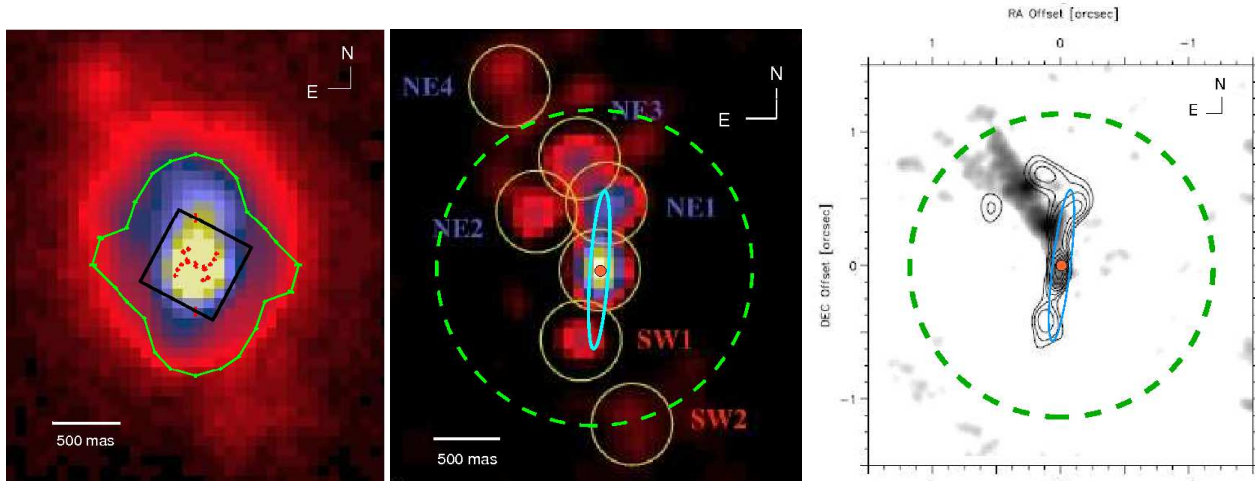 N
E
500 mas
NE4
NE3
N
E
NE2
NE1
SW1
SW2
500 mas
RA Offset [arcsec]
1
0
-1
N
E
1
0
-1
DEC Offset [arcsec]